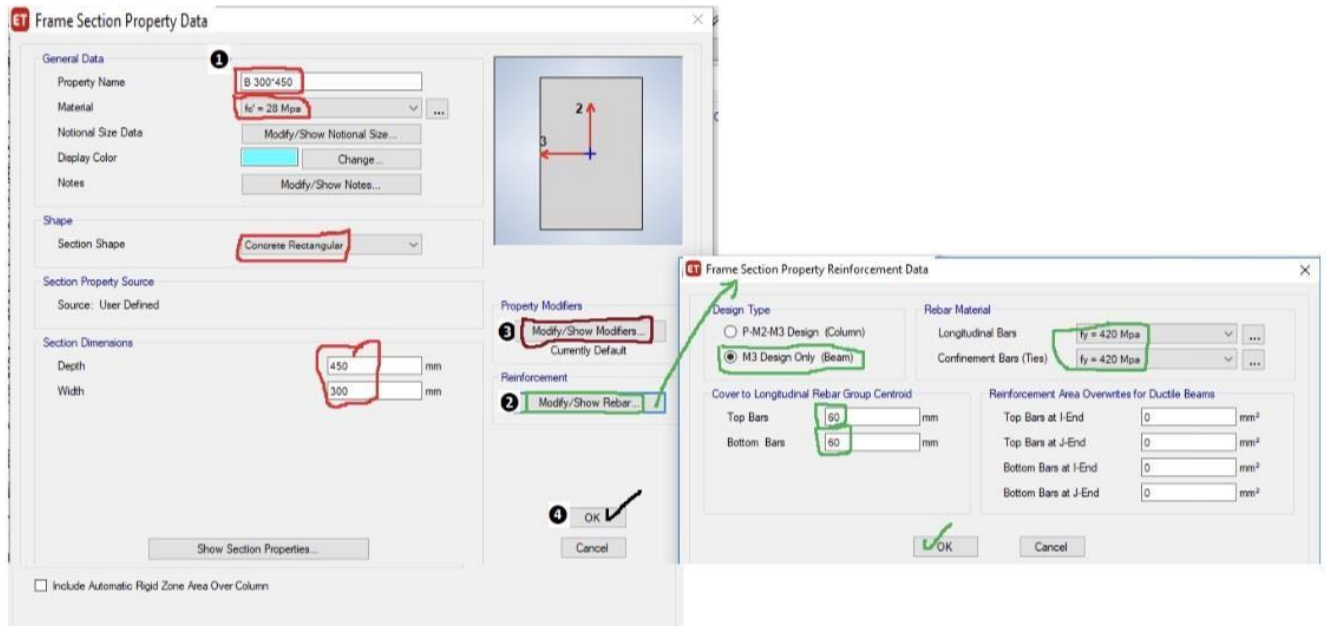 ET Frame Section Property Data
General Data
❶
Property Name B 300*450
Material fc' = 28 Mpa ...
Notional Size Data Modify/Show Notional Size...
Display Color Change...
Notes Modify/Show Notes...
2
3
Shape
Section Shape Concrete Rectangular
Section Property Source
Source: User Defined
Section Dimensions
Depth 450 mm
Width 300 mm
Property Modifiers
❸ Modify/Show Modifiers...
Currently Default
Reinforcement
❷ Modify/Show Rebar...
❹ OK
Cancel
Show Section Properties...
Include Automatic Rigid Zone Area Over Column
ET Frame Section Property Reinforcement Data
Design Type
P-M2-M3 Design (Column)
M3 Design Only (Beam)
Rebar Material
Longitudinal Bars fy = 420 Mpa ...
Confinement Bars (Ties) fy = 420 Mpa ...
Cover to Longitudinal Rebar Group Centroid
Top Bars 60 mm
Bottom Bars 60 mm
Reinforcement Area Overwrites for Ductile Beams
Top Bars at I-End 0 mm²
Top Bars at J-End 0 mm²
Bottom Bars at I-End 0 mm²
Bottom Bars at J-End 0 mm²
OK Cancel